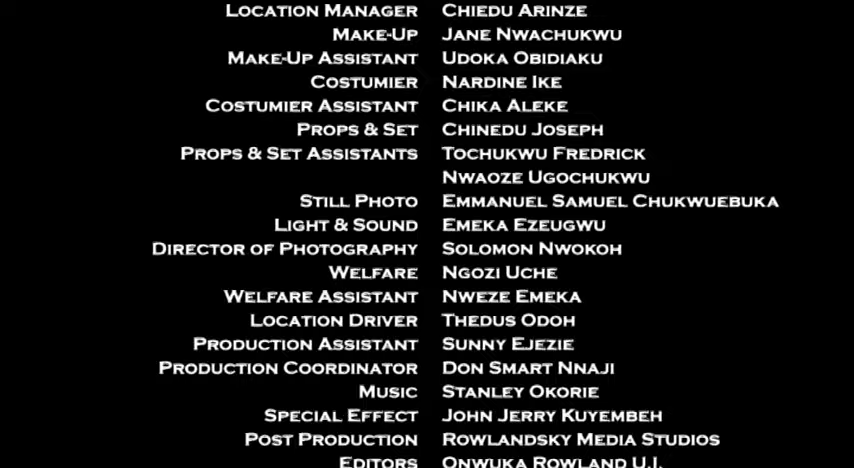 Location Manager Chiedu Arinze
Make-Up Jane Nwachukwu
Make-Up Assistant Udoka Obidiaku
Costumier Nardine Ike
Costumier Assistant Chika Aleke
Props & Set Chinedu Joseph
Props & Set Assistants Tochukwu Fredrick
Nwaoze Ugochukwu
Still Photo Emmanuel Samuel Chukwuebuka
Light & Sound Emeka Ezeugwu
Director of Photography Solomon Nwokoh
Welfare Ngozi Uche
Welfare Assistant Nweze Emeka
Location Driver Thedus Odoh
Production Assistant Sunny Ejezie
Production Coordinator Don Smart Nnaji
Music Stanley Okorie
Special Effect John Jerry Kuyembeh
Post Production Rowlandsky Media Studios
Editors Onwuka Rowland U.I.